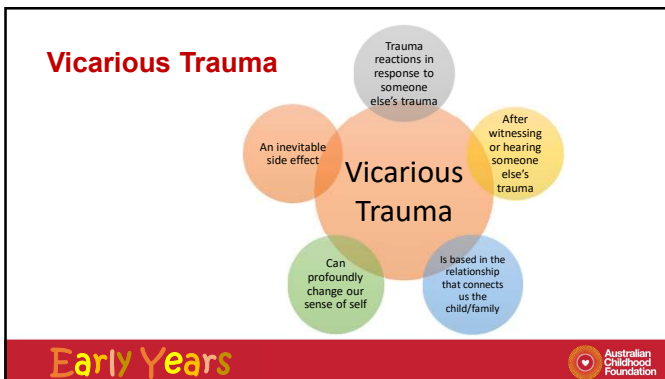 Vicarious Trauma
Trauma
reactions in
response to
someone
else's trauma
After
witnessing
or hearing
someone
else's
trauma
Is based in the
relationship
that connects
us the
child/family
Can
profoundly
change our
sense of self
An inevitable
side effect
Vicarious
Trauma
Early Years
Australian
Childhood
Foundation